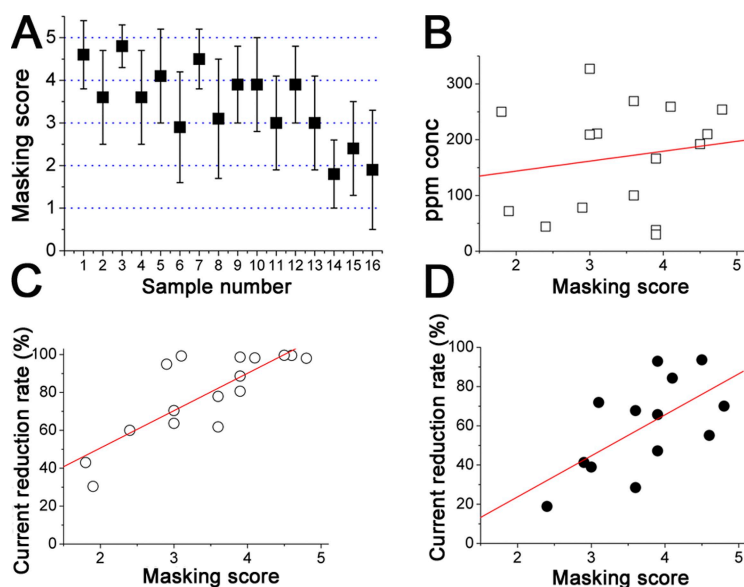 A
Masking score
5
4
3
2
1
0
1 2 3 4 5 6 7 8 9 10 11 12 13 14 15 16
Sample number
B
ppm conc
300
200
100
0
2 3 4 5
Masking score
C
Current reduction rate (%)
100
80
60
40
20
0
2 3 4 5
Masking score
D
Current reduction rate (%)
100
80
60
40
20
0
2 3 4 5
Masking score